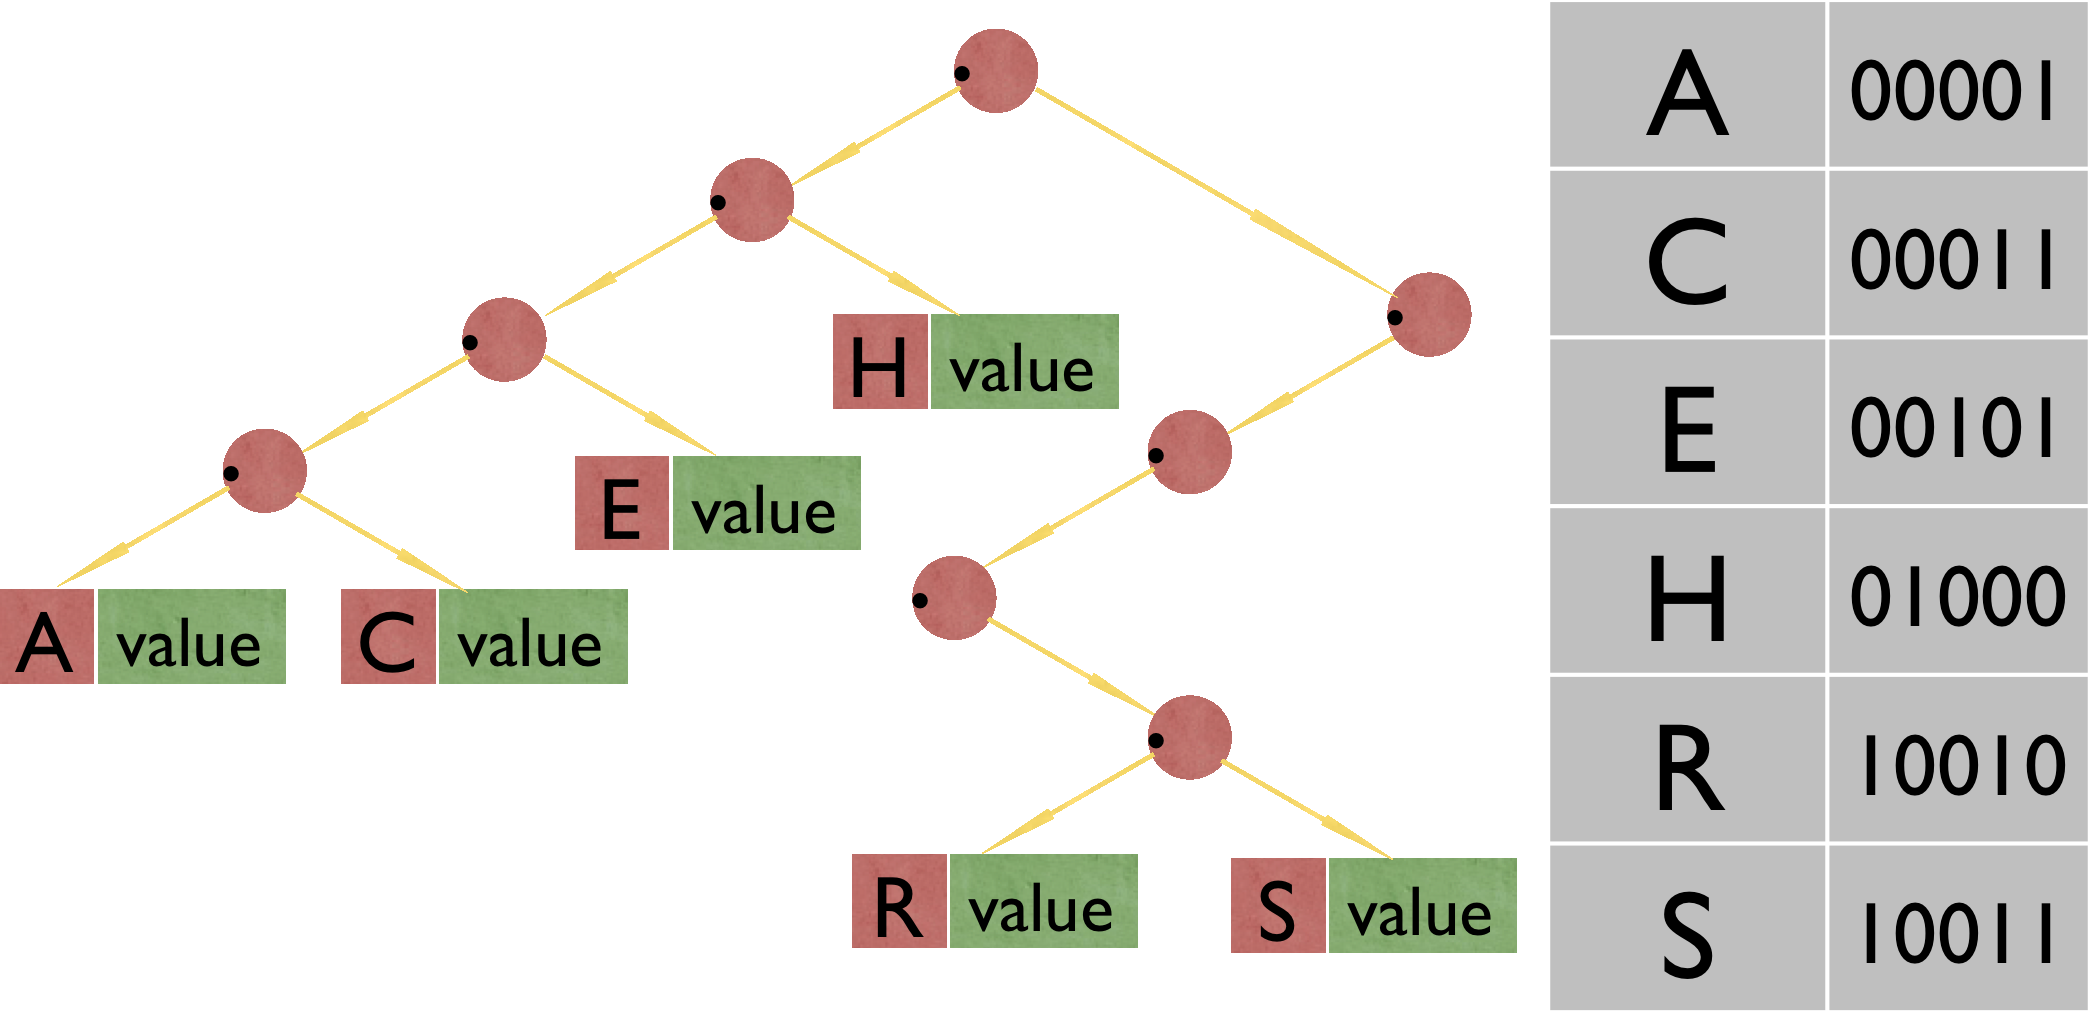 H value
E value
A value
C value
R value
S value
A 00001
C 00011
E 00101
H 01000
R 10010
S 10011